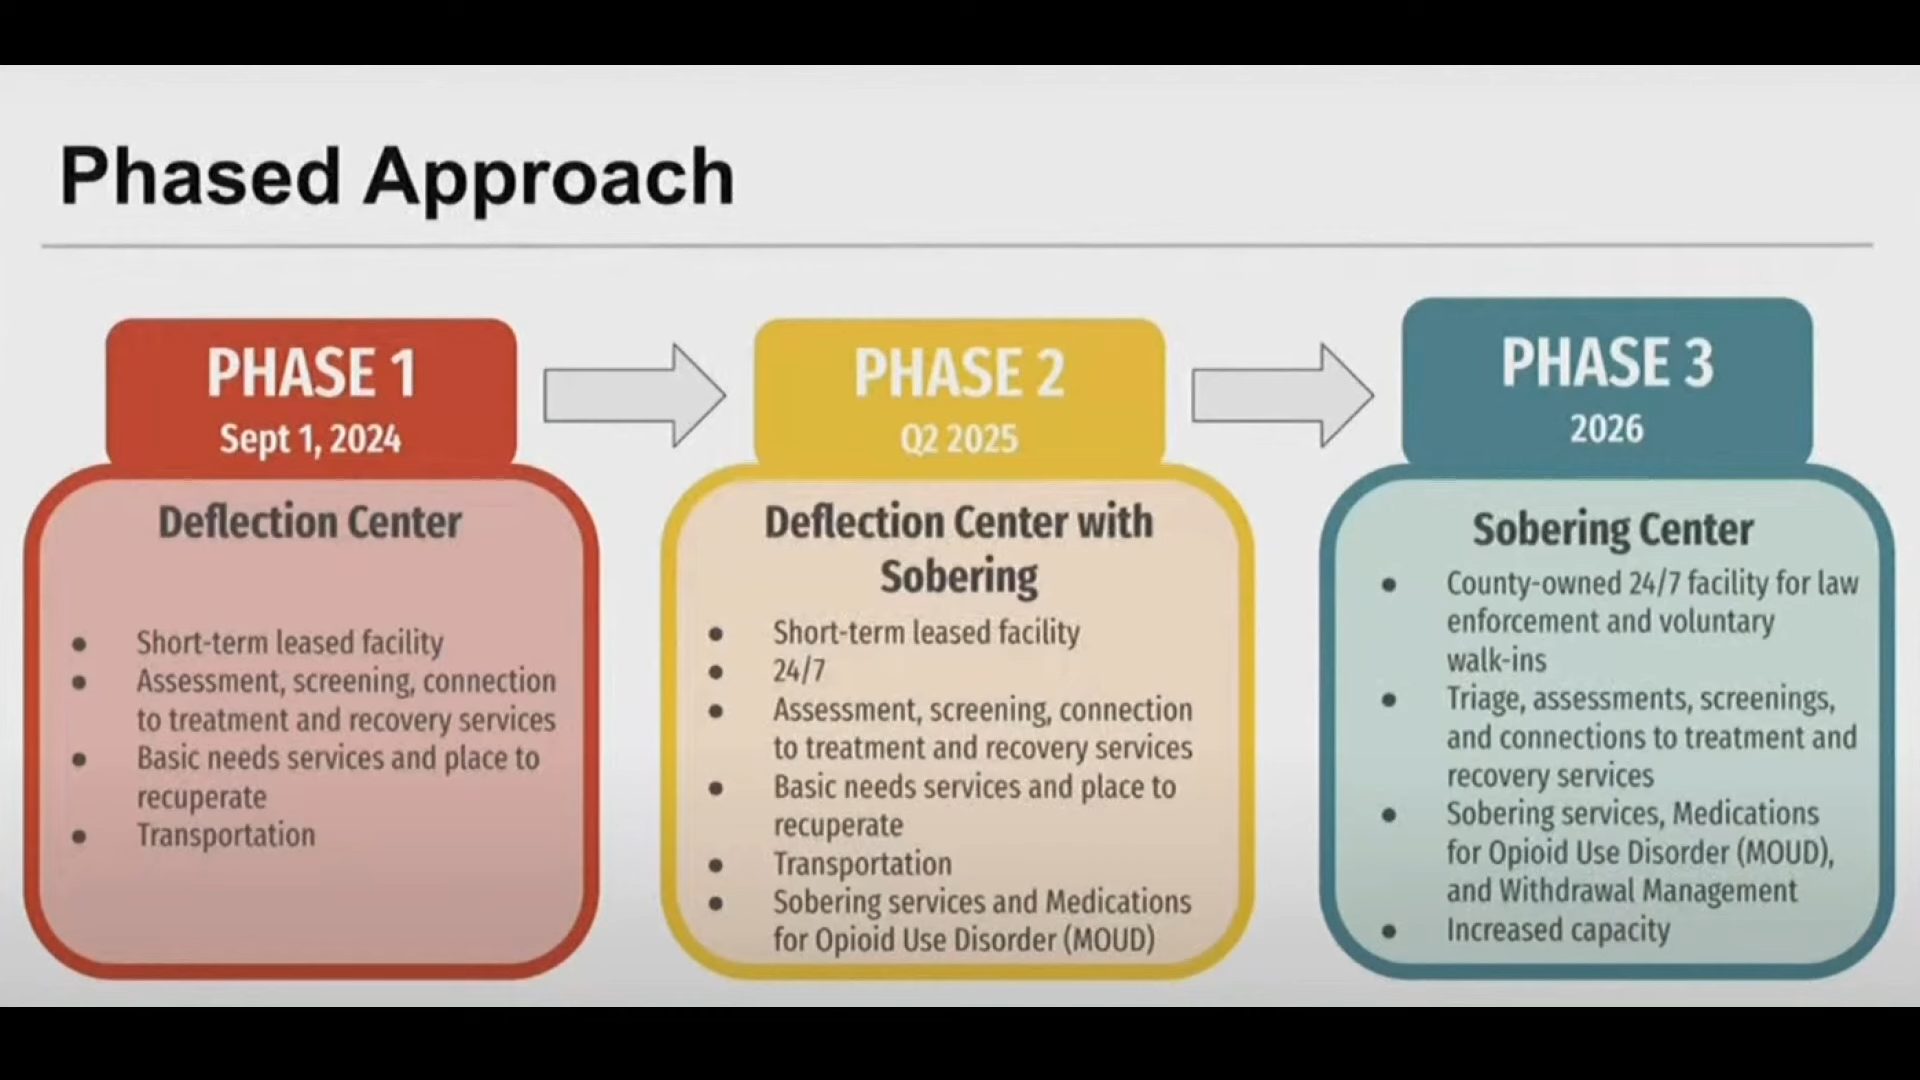 Phased Approach
PHASE 1
Sept 1, 2024
Deflection Center
• Short-term leased facility
• Assessment, screening, connection
to treatment and recovery services
• Basic needs services and place to
recuperate
• Transportation
PHASE 2
Q2 2025
Deflection Center with
Sobering
• Short-term leased facility
• 24/7
• Assessment, screening, connection
to treatment and recovery services
• Basic needs services and place to
recuperate
• Transportation
• Sobering services and Medications
for Opioid Use Disorder (MOUD)
PHASE 3
2026
Sobering Center
• County-owned 24/7 facility for law
enforcement and voluntary
walk-ins
• Triage, assessments, screenings,
and connections to treatment and
recovery services
• Sobering services, Medications
for Opioid Use Disorder (MOUD),
and Withdrawal Management
• Increased capacity